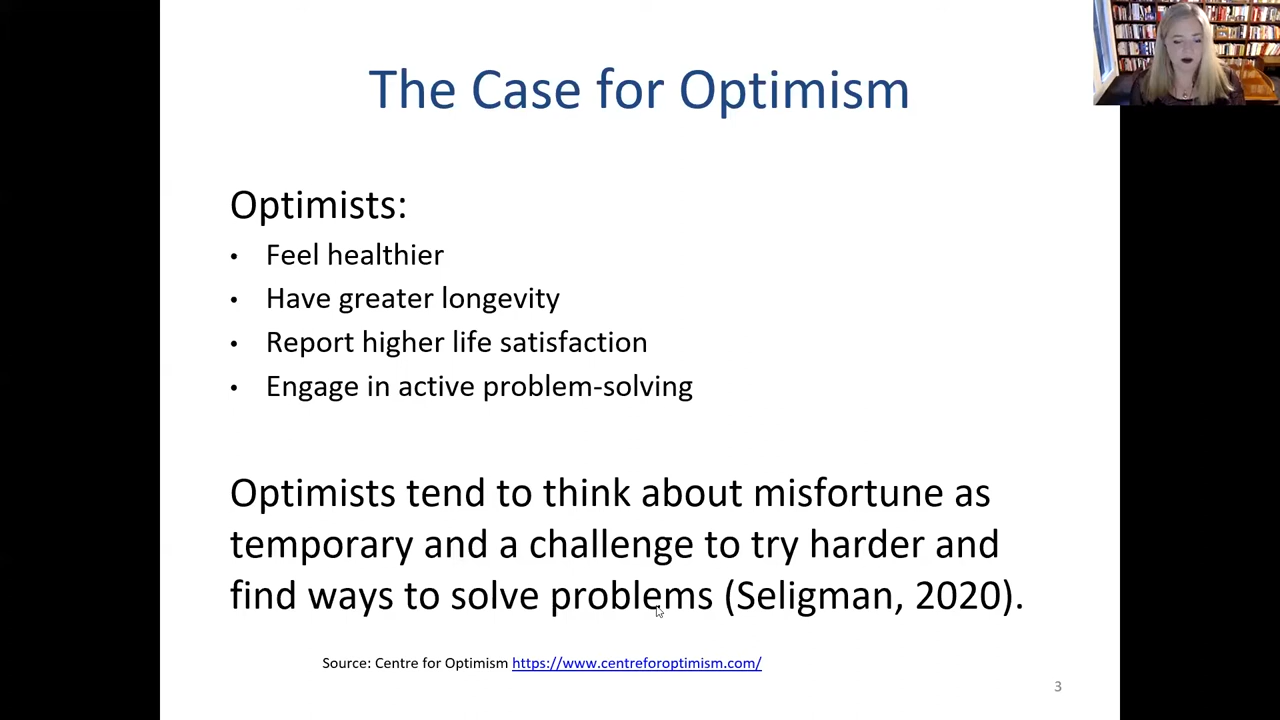 The Case for Optimism
Optimists:
• Feel healthier
• Have greater longevity
• Report higher life satisfaction
• Engage in active problem-solving
Optimists tend to think about misfortune as
temporary and a challenge to try harder and
find ways to solve problems (Seligman, 2020).
Source: Centre for Optimism https://www.centreforoptimism.com/
3